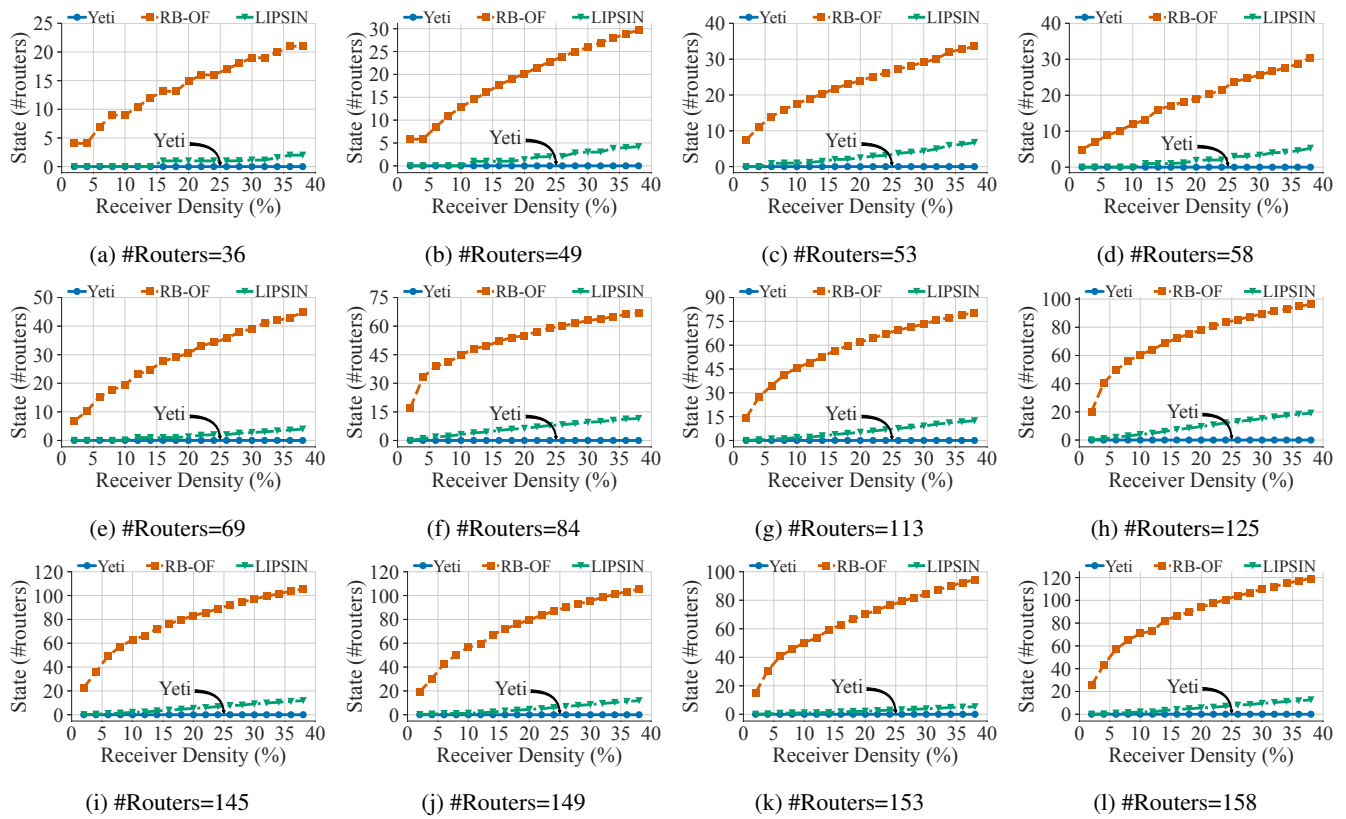 Yeti RB-OF LIPSIN
State (#routers)
25
20
15
10
5
0
Yeti
0 5 10 15 20 25 30 35 40
Receiver Density (%)
(a) #Routers=36
Yeti RB-OF LIPSIN
State (#routers)
30
25
20
15
10
5
0
Yeti
0 5 10 15 20 25 30 35 40
Receiver Density (%)
(b) #Routers=49
Yeti RB-OF LIPSIN
State (#routers)
40
30
20
10
0
Yeti
0 5 10 15 20 25 30 35 40
Receiver Density (%)
(c) #Routers=53
Yeti RB-OF LIPSIN
State (#routers)
40
30
20
10
0
Yeti
0 5 10 15 20 25 30 35 40
Receiver Density (%)
(d) #Routers=58
Yeti RB-OF LIPSIN
State (#routers)
50
40
30
20
10
0
Yeti
0 5 10 15 20 25 30 35 40
Receiver Density (%)
(e) #Routers=69
Yeti RB-OF LIPSIN
State (#routers)
75
60
45
30
15
0
Yeti
0 5 10 15 20 25 30 35 40
Receiver Density (%)
(f) #Routers=84
Yeti RB-OF LIPSIN
State (#routers)
90
75
60
45
30
15
0
Yeti
0 5 10 15 20 25 30 35 40
Receiver Density (%)
(g) #Routers=113
Yeti RB-OF LIPSIN
State (#routers)
100
80
60
40
20
0
Yeti
0 5 10 15 20 25 30 35 40
Receiver Density (%)
(h) #Routers=125
Yeti RB-OF LIPSIN
State (#routers)
120
100
80
60
40
20
0
Yeti
0 5 10 15 20 25 30 35 40
Receiver Density (%)
(i) #Routers=145
Yeti RB-OF LIPSIN
State (#routers)
120
100
80
60
40
20
0
Yeti
0 5 10 15 20 25 30 35 40
Receiver Density (%)
(j) #Routers=149
Yeti RB-OF LIPSIN
State (#routers)
100
80
60
40
20
0
Yeti
0 5 10 15 20 25 30 35 40
Receiver Density (%)
(k) #Routers=153
Yeti RB-OF LIPSIN
State (#routers)
120
100
80
60
40
20
0
Yeti
0 5 10 15 20 25 30 35 40
Receiver Density (%)
(l) #Routers=158